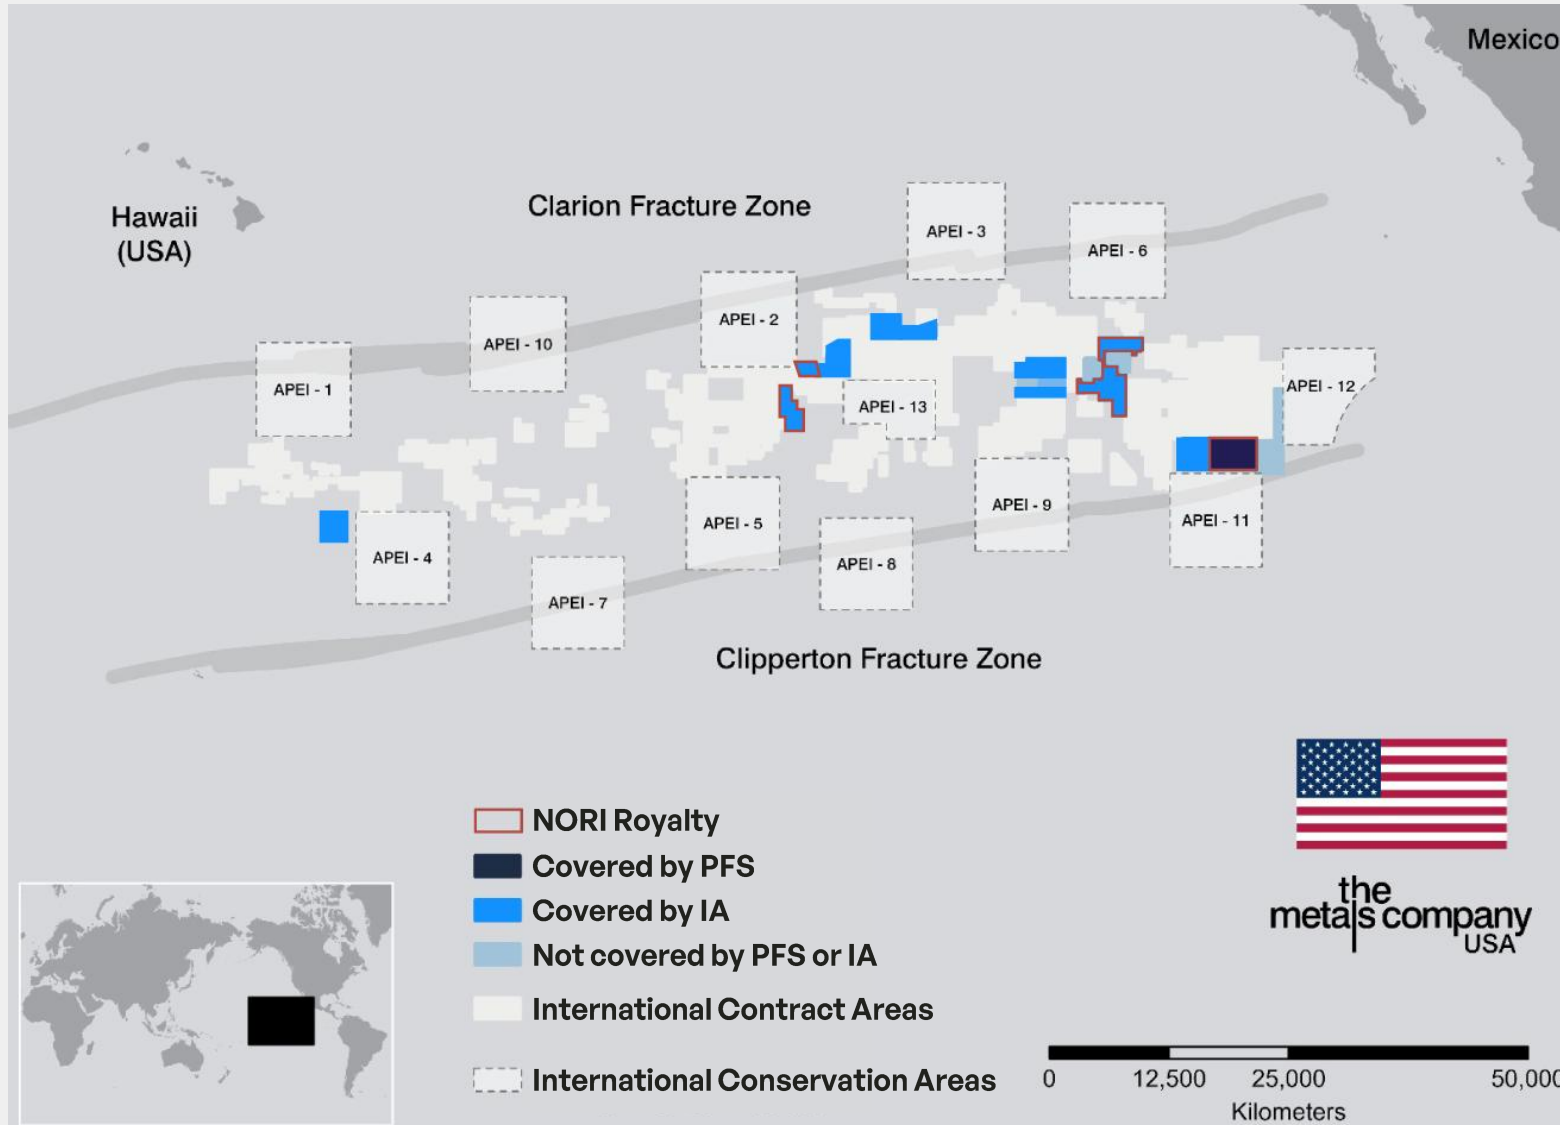 Mexico
Hawaii
(USA)
Clarion Fracture Zone
APEI - 3
APEI - 6
APEI - 2
APEI - 10
APEI - 1
APEI - 12
APEI - 13
APEI - 9
APEI - 5
APEI - 11
APEI - 4
APEI - 8
APEI - 7
Clipperton Fracture Zone
NORI Royalty
Covered by PFS
Covered by IA
Not covered by PFS or IA
International Contract Areas
International Conservation Areas
the
metals company
USA
0 12,500 25,000 50,000
Kilometers